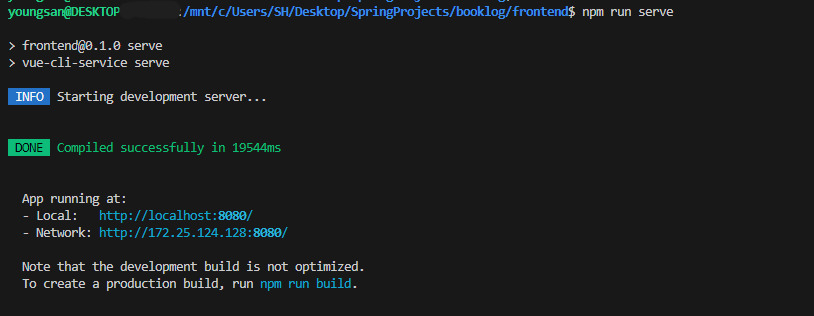 youngsan@DESKTOP :/mnt/c/Users/SH/Desktop/SpringProjects/booklog/frontend$ npm run serve
> frontend@0.1.0 serve
> vue-cli-service serve
INFO Starting development server...
DONE Compiled successfully in 19544ms
App running at:
- Local: http://localhost:8080/
- Network: http://172.25.124.128:8080/
Note that the development build is not optimized.
To create a production build, run npm run build.